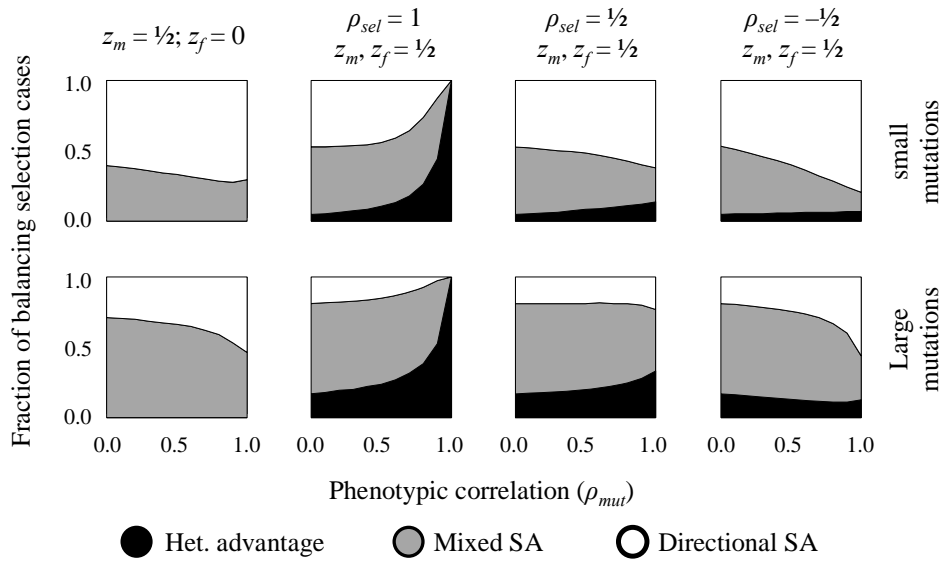 z_m = ½; z_f = 0
ρ_sel = 1
z_m, z_f = ½
ρ_sel = ½
z_m, z_f = ½
ρ_sel = –½
z_m, z_f = ½
Fraction of balancing selection cases
1.0
0.5
0.0
small
mutations
1.0
0.5
0.0
Large
mutations
0.0 0.5 1.0 0.0 0.5 1.0 0.0 0.5 1.0 0.0 0.5 1.0
Phenotypic correlation (ρ_mut)
Het. advantage Mixed SA Directional SA